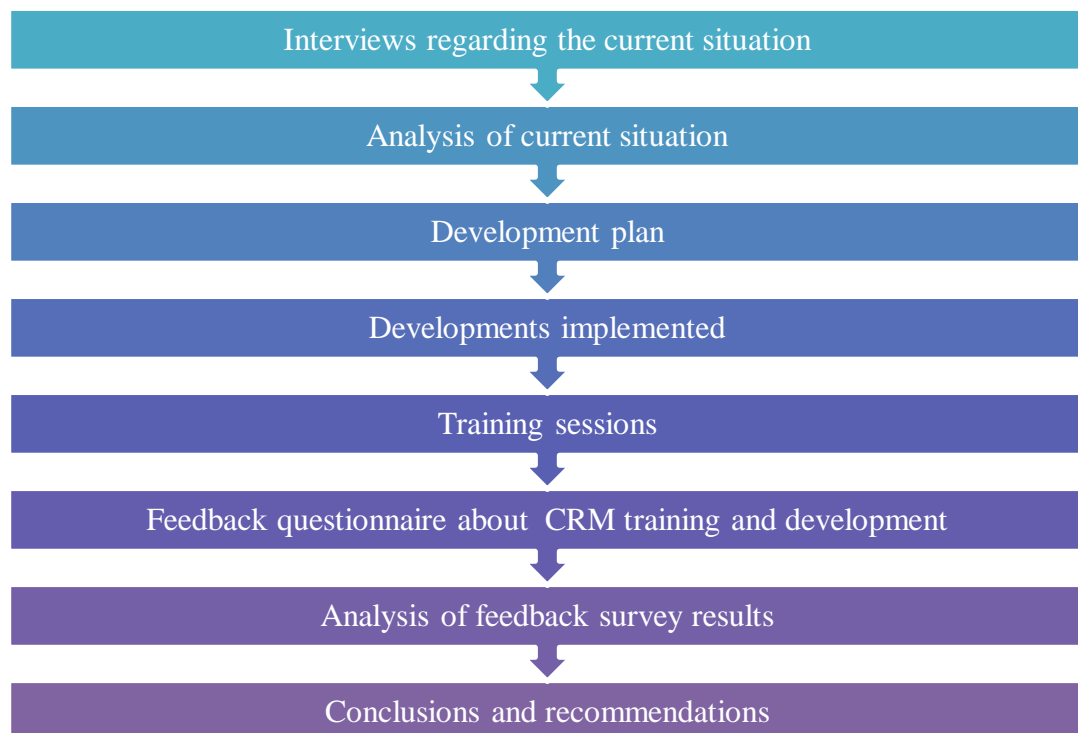 Interviews regarding the current situation
Analysis of current situation
Development plan
Developments implemented
Training sessions
Feedback questionnaire about CRM training and development
Analysis of feedback survey results
Conclusions and recommendations